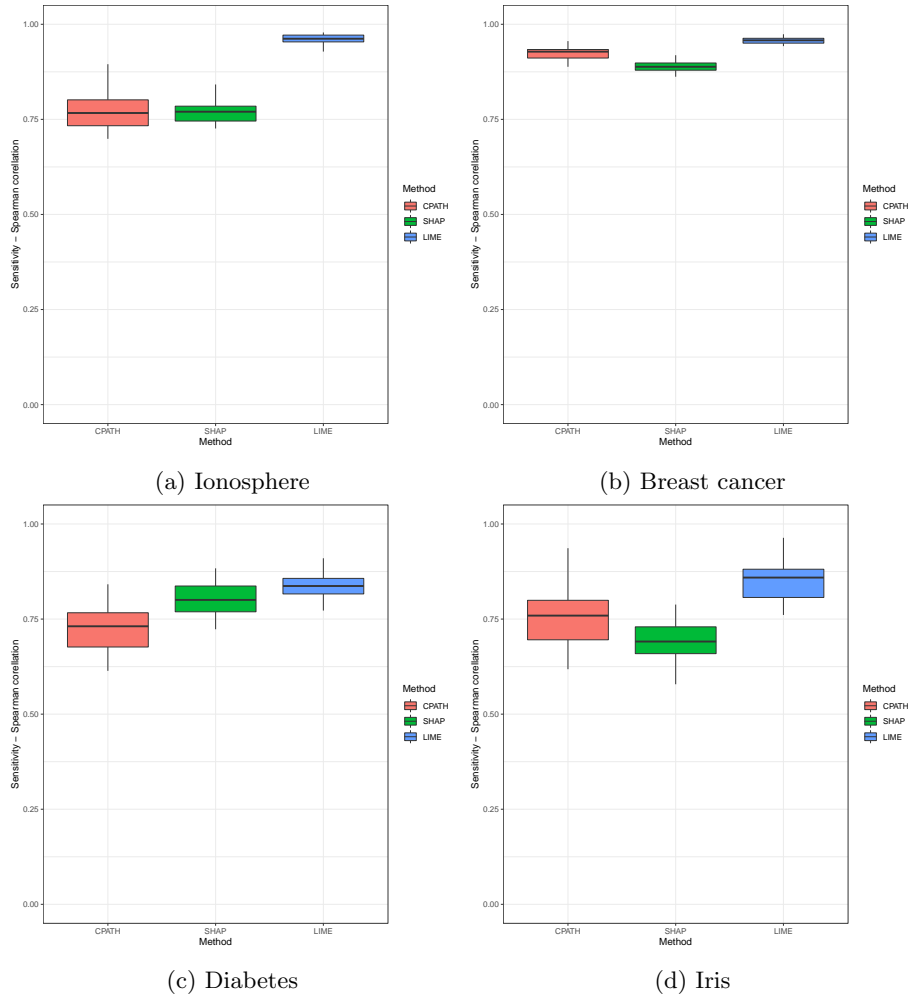 1.00
0.75
0.50
0.25
0.00
Sensitivity − Spearman corellation
CPATH
SHAP
LIME
Method
Method
CPATH
SHAP
LIME
(a) Ionosphere
1.00
0.75
0.50
0.25
0.00
Sensitivity − Spearman corellation
CPATH
SHAP
LIME
Method
Method
CPATH
SHAP
LIME
(b) Breast cancer
1.00
0.75
0.50
0.25
0.00
Sensitivity − Spearman corellation
CPATH
SHAP
LIME
Method
Method
CPATH
SHAP
LIME
(c) Diabetes
1.00
0.75
0.50
0.25
0.00
Sensitivity − Spearman corellation
CPATH
SHAP
LIME
Method
Method
CPATH
SHAP
LIME
(d) Iris